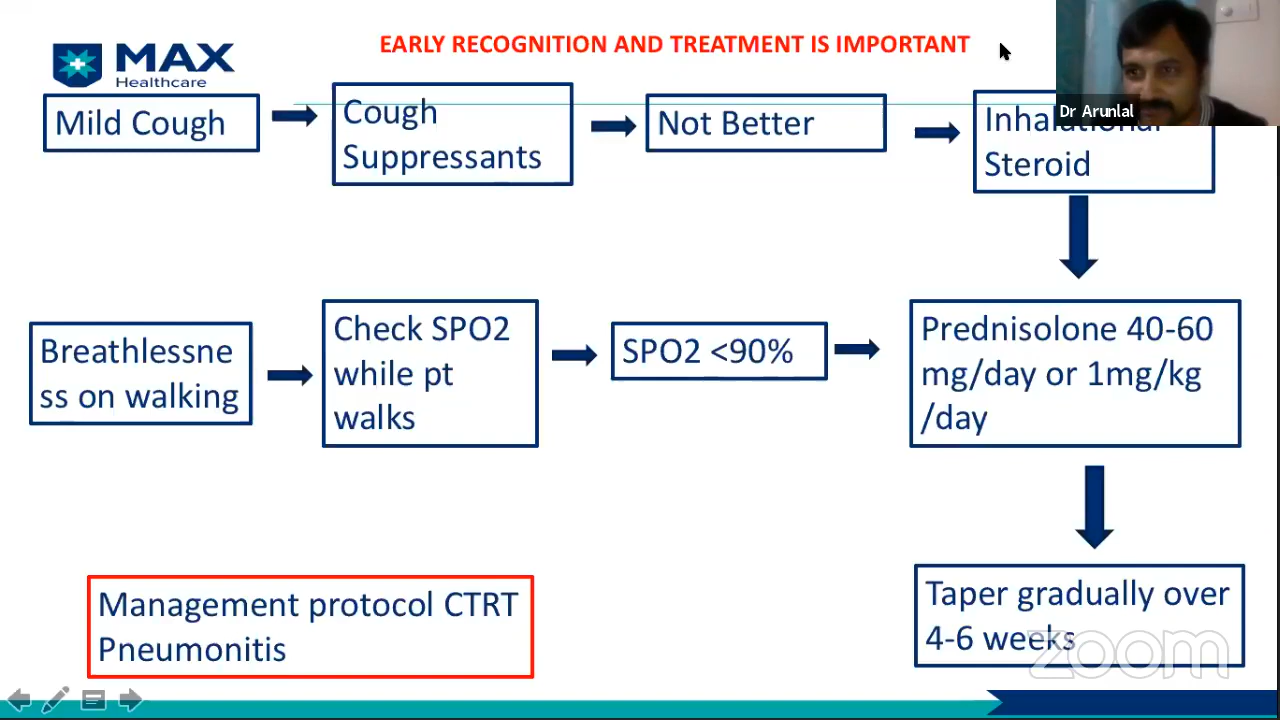 EARLY RECOGNITION AND TREATMENT IS IMPORTANT
MAX
Healthcare
Dr Arunlal
Mild Cough
Cough
Suppressants
Not Better
Inhalational
Steroid
Breathlessne
ss on walking
Check SPO2
while pt
walks
SPO2 <90%
Prednisolone 40-60
mg/day or 1mg/kg
/day
Management protocol CTRT
Pneumonitis
Taper gradually over
4-6 weeks
zoom